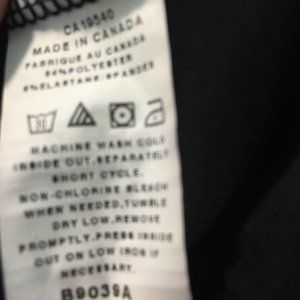 CA19540
MADE IN CANADA
FABRIQUE AU CANADA
94%POLYESTER
6%ELASTANE/SPANDEX
MACHINE WASH COLD
INSIDE OUT.SEPARATELY
SHORT CYCLE.
NON-CHLORINE BLEACH
WHEN NEEDED,TUMBLE
DRY LOW.REMOVE
PROMPTLY.PRESS INSIDE
OUT ON LOW IRON IF
NECESSARY.
B9039A